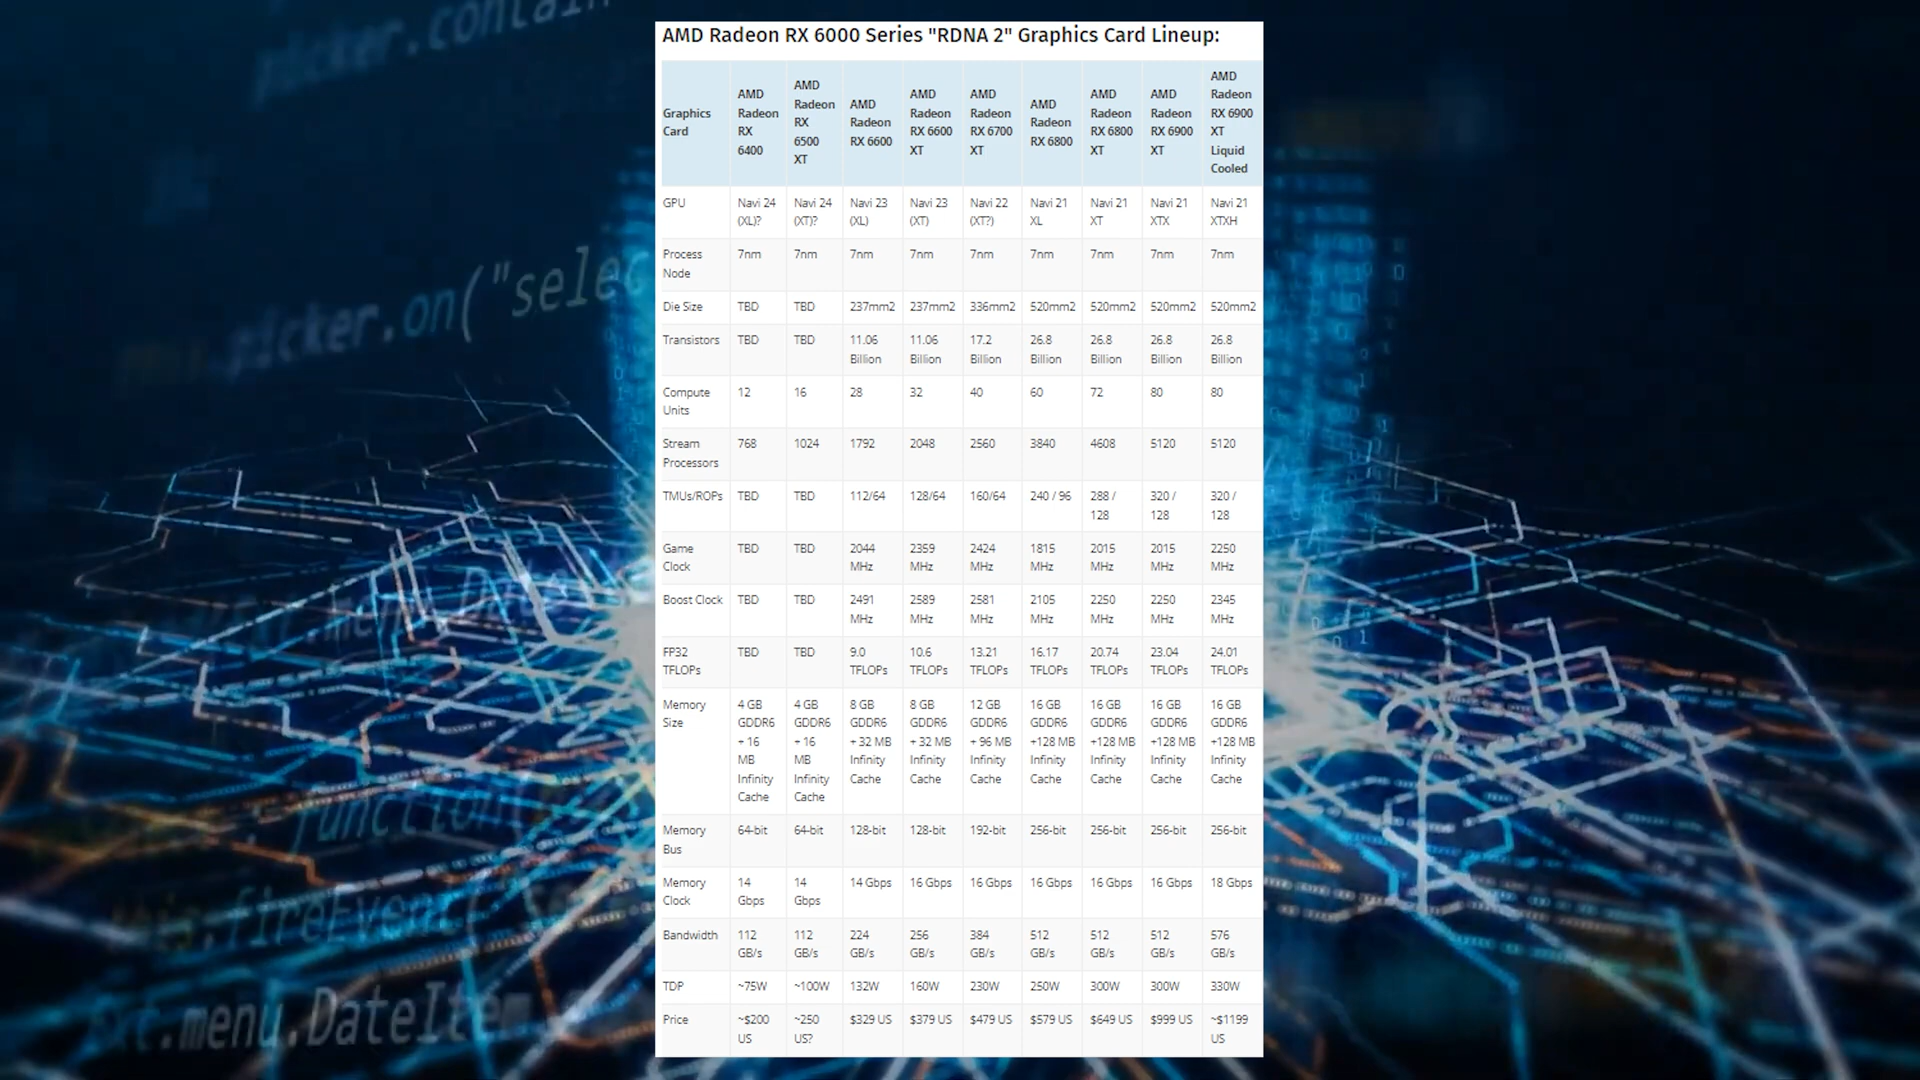 picker.contain
picker.
picker.on("selec
.menu.Date
function(
this.fireEvent(
Ext.menu.DateItem
AMD Radeon RX 6000 Series "RDNA 2" Graphics Card Lineup:
Graphics Card | AMD Radeon RX 6400 | AMD Radeon RX 6500 XT | AMD Radeon RX 6600 | AMD Radeon RX 6600 XT | AMD Radeon RX 6700 XT | AMD Radeon RX 6800 | AMD Radeon RX 6800 XT | AMD Radeon RX 6900 XT | AMD Radeon RX 6900 XT Liquid Cooled
GPU | Navi 24 (XL)? | Navi 24 (XT)? | Navi 23 (XL) | Navi 23 (XT) | Navi 22 (XT?) | Navi 21 XL | Navi 21 XT | Navi 21 XTX | Navi 21 XTXH
Process Node | 7nm | 7nm | 7nm | 7nm | 7nm | 7nm | 7nm | 7nm | 7nm
Die Size | TBD | TBD | 237mm2 | 237mm2 | 336mm2 | 520mm2 | 520mm2 | 520mm2 | 520mm2
Transistors | TBD | TBD | 11.06 Billion | 11.06 Billion | 17.2 Billion | 26.8 Billion | 26.8 Billion | 26.8 Billion | 26.8 Billion
Compute Units | 12 | 16 | 28 | 32 | 40 | 60 | 72 | 80 | 80
Stream Processors | 768 | 1024 | 1792 | 2048 | 2560 | 3840 | 4608 | 5120 | 5120
TMUs/ROPs | TBD | TBD | 112/64 | 128/64 | 160/64 | 240 / 96 | 288 / 128 | 320 / 128 | 320 / 128
Game Clock | TBD | TBD | 2044 MHz | 2359 MHz | 2424 MHz | 1815 MHz | 2015 MHz | 2015 MHz | 2250 MHz
Boost Clock | TBD | TBD | 2491 MHz | 2589 MHz | 2581 MHz | 2105 MHz | 2250 MHz | 2250 MHz | 2345 MHz
FP32 TFLOPs | TBD | TBD | 9.0 TFLOPs | 10.6 TFLOPs | 13.21 TFLOPs | 16.17 TFLOPs | 20.74 TFLOPs | 23.04 TFLOPs | 24.01 TFLOPs
Memory Size | 4 GB GDDR6 + 16 MB Infinity Cache | 4 GB GDDR6 + 16 MB Infinity Cache | 8 GB GDDR6 + 32 MB Infinity Cache | 8 GB GDDR6 + 32 MB Infinity Cache | 12 GB GDDR6 + 96 MB Infinity Cache | 16 GB GDDR6 +128 MB Infinity Cache | 16 GB GDDR6 +128 MB Infinity Cache | 16 GB GDDR6 +128 MB Infinity Cache | 16 GB GDDR6 +128 MB Infinity Cache
Memory Bus | 64-bit | 64-bit | 128-bit | 128-bit | 192-bit | 256-bit | 256-bit | 256-bit | 256-bit
Memory Clock | 14 Gbps | 14 Gbps | 14 Gbps | 16 Gbps | 16 Gbps | 16 Gbps | 16 Gbps | 16 Gbps | 18 Gbps
Bandwidth | 112 GB/s | 112 GB/s | 224 GB/s | 256 GB/s | 384 GB/s | 512 GB/s | 512 GB/s | 512 GB/s | 576 GB/s
TDP | ~75W | ~100W | 132W | 160W | 230W | 250W | 300W | 300W | 330W
Price | ~$200 US | ~250 US? | $329 US | $379 US | $479 US | $579 US | $649 US | $999 US | ~$1199 US